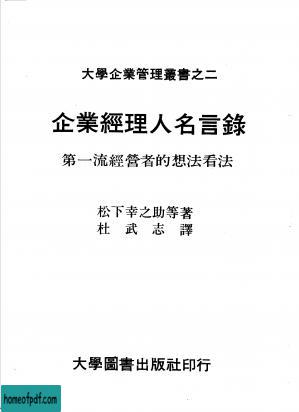 大學企業管理叢書之二
企業經理人名言錄
第一流經營者的想法看法
松下幸之助等著
杜武志譯
大學圖書出版社印行
homeofpdf.com